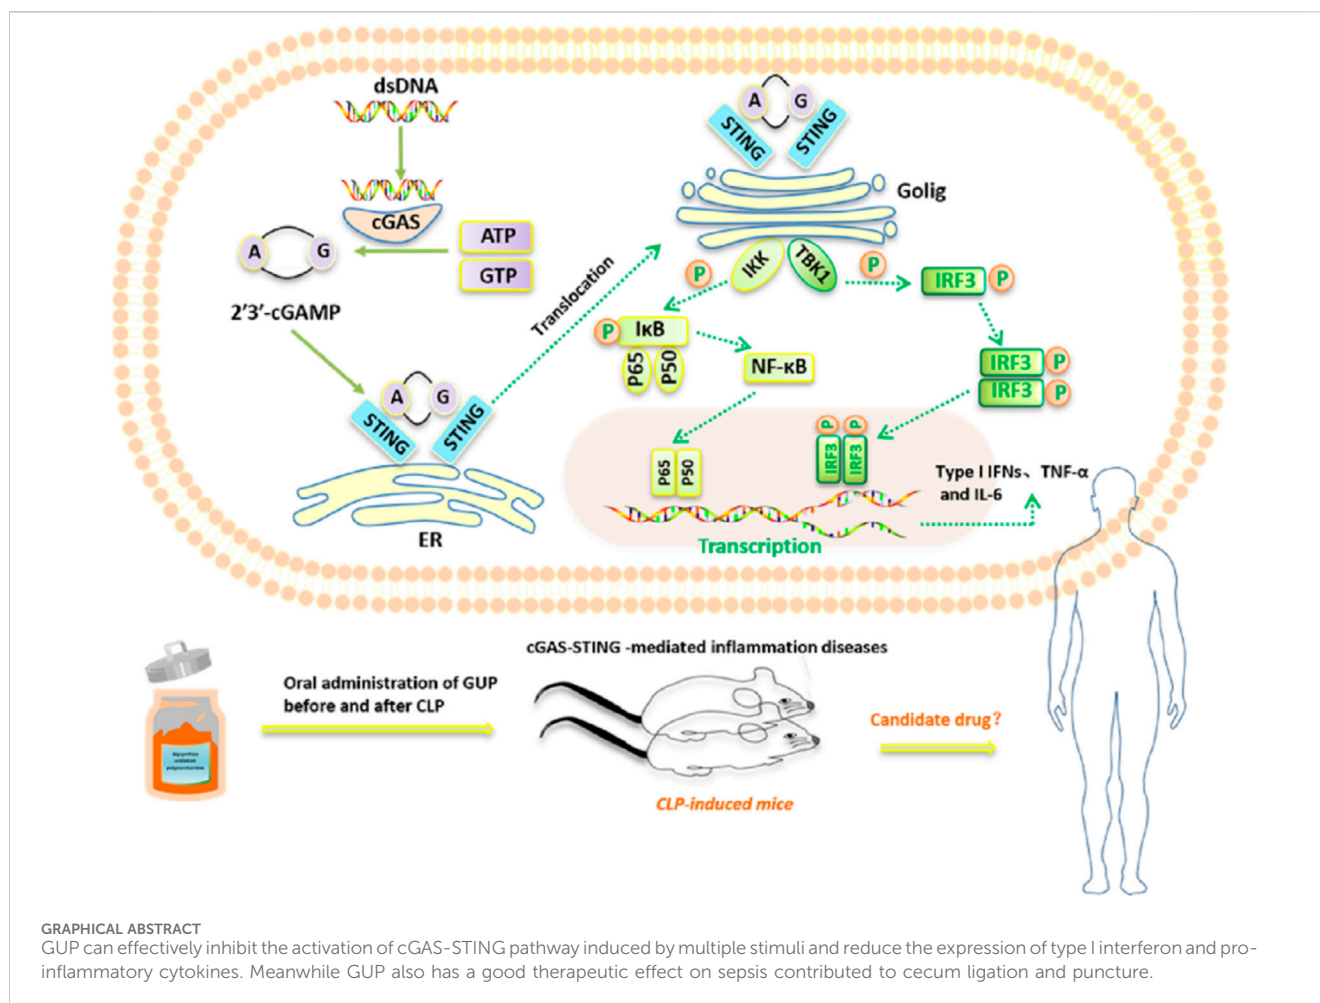 dsDNA
cGAS
A
G
ATP
GTP
2'3'-cGAMP
A
G
STING
STING
ER
Translocation
A
G
STING
STING
Golig
IKK
TBK1
P
P
IRF3
P
P
IκB
P65
P50
NF-κB
IRF3
P
IRF3
P
P65
P50
P
P
IRF3
IRF3
Transcription
Type I IFNs、TNF-α
and IL-6
cGAS-STING -mediated inflammation diseases
Oral administration of GUP
before and after CLP
polysaccharides
Candidate drug?
CLP-induced mice
GRAPHICAL ABSTRACT
GUP can effectively inhibit the activation of cGAS-STING pathway induced by multiple stimuli and reduce the expression of type I interferon and pro-
inflammatory cytokines. Meanwhile GUP also has a good therapeutic effect on sepsis contributed to cecum ligation and puncture.